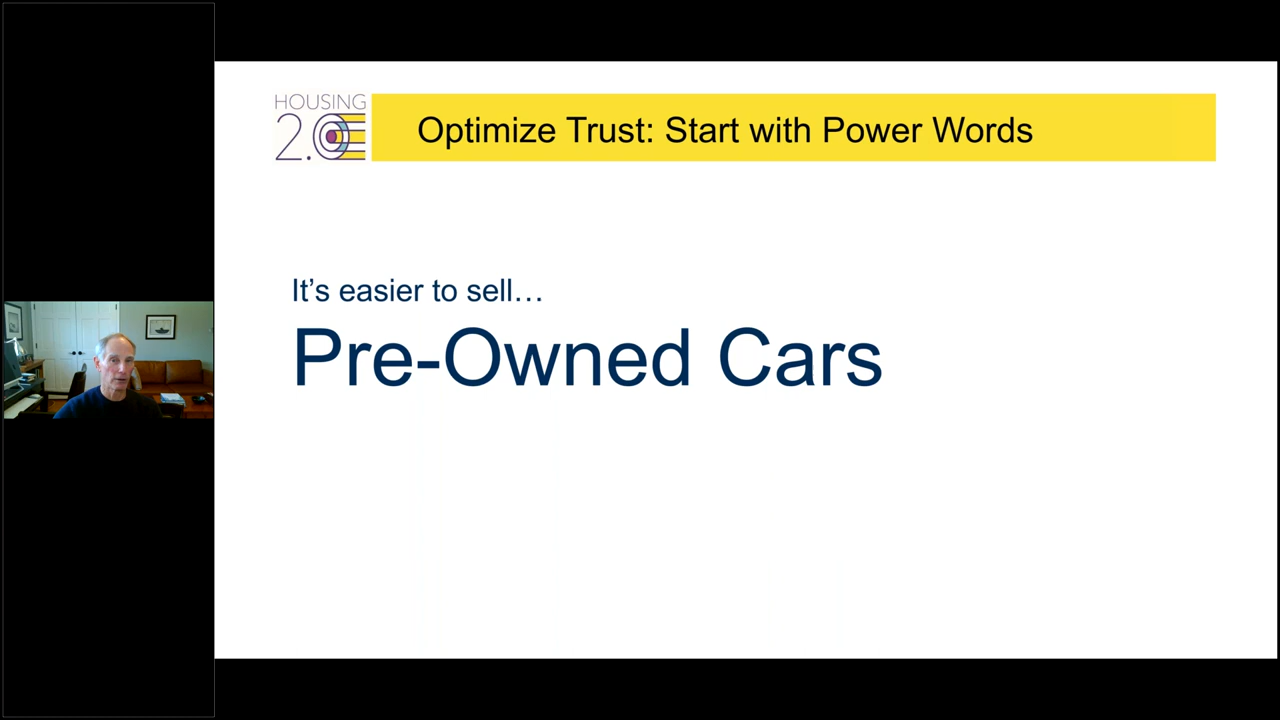 HOUSING
2.0
Optimize Trust: Start with Power Words
It’s easier to sell…
Pre-Owned Cars